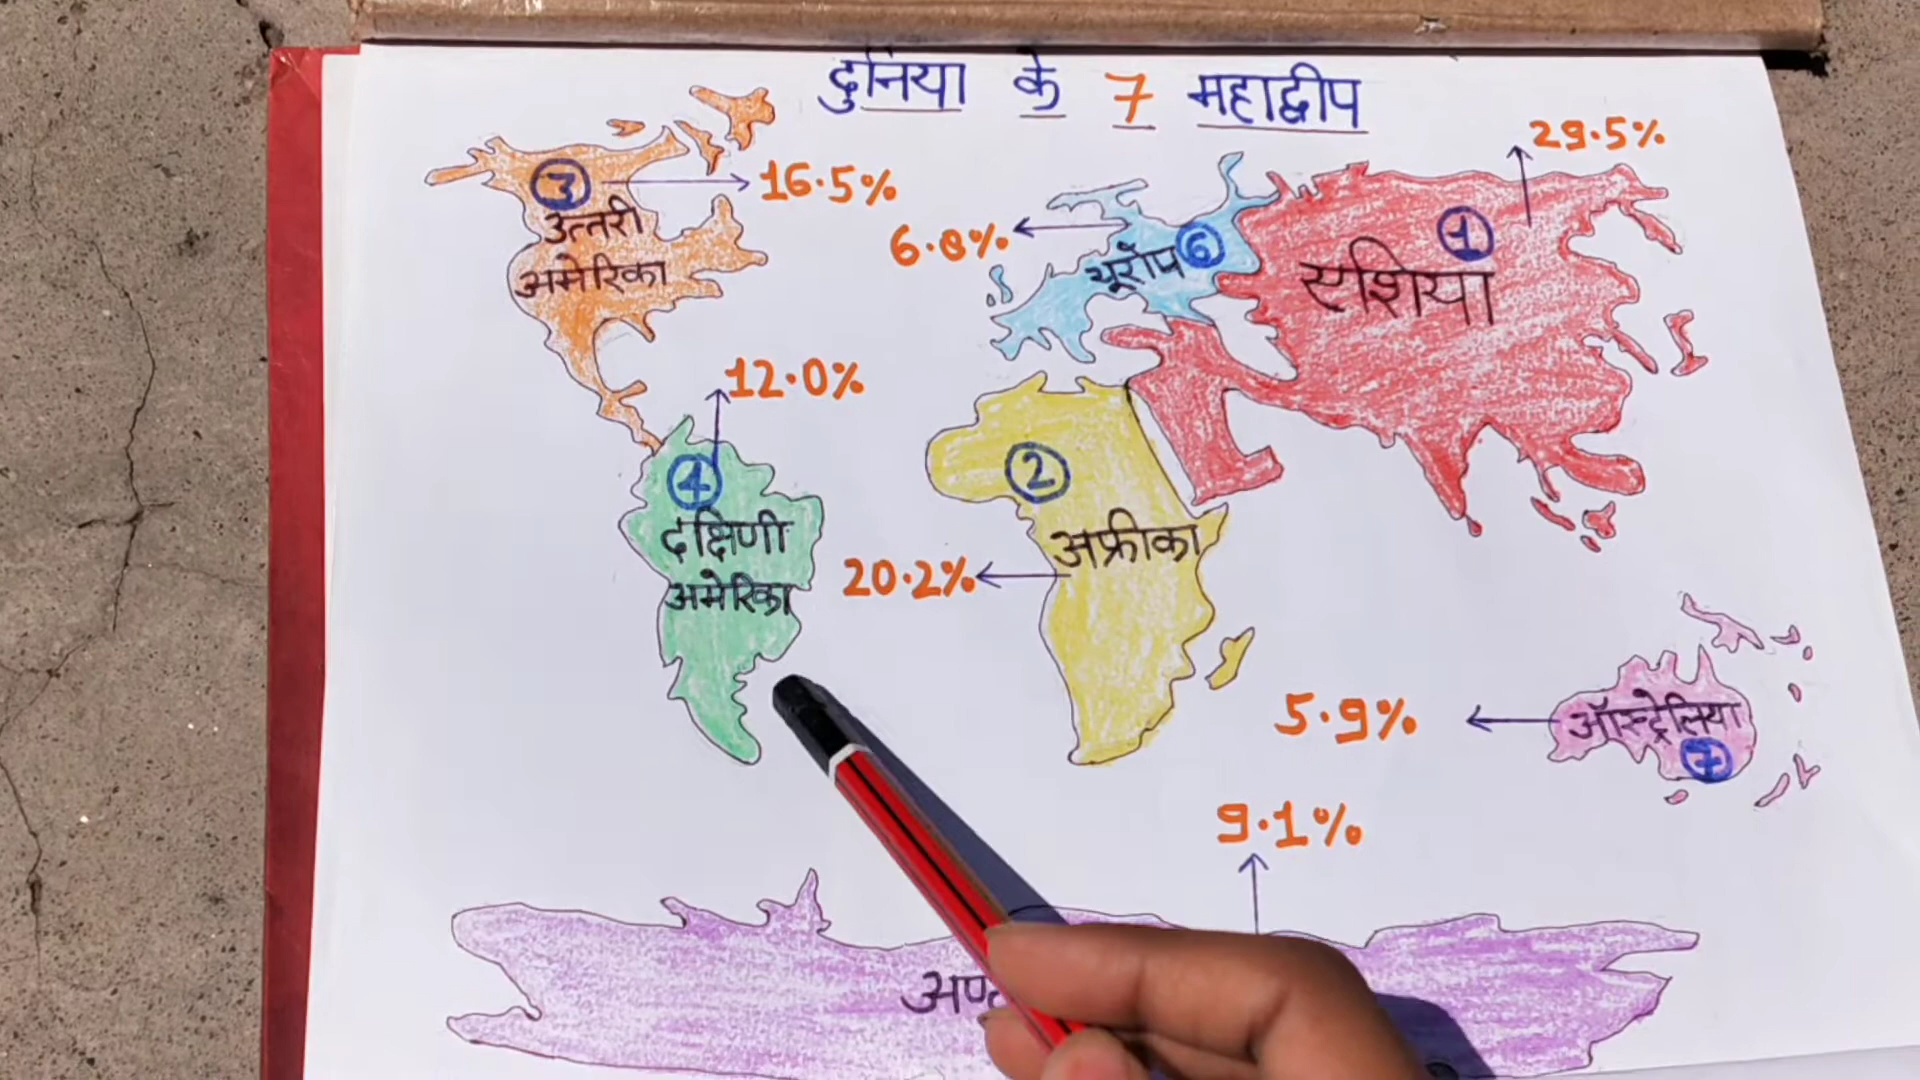 दुनिया के 7 महाद्वीप
3
उत्तरी
अमेरिका
16.5%
6.8%
यूरोप 6
29.5%
1
एशिया
12.0%
4
दक्षिणी
अमेरिका
2
अफ्रीका
20.2%
5.9%
ऑस्ट्रेलिया
7
9.1%